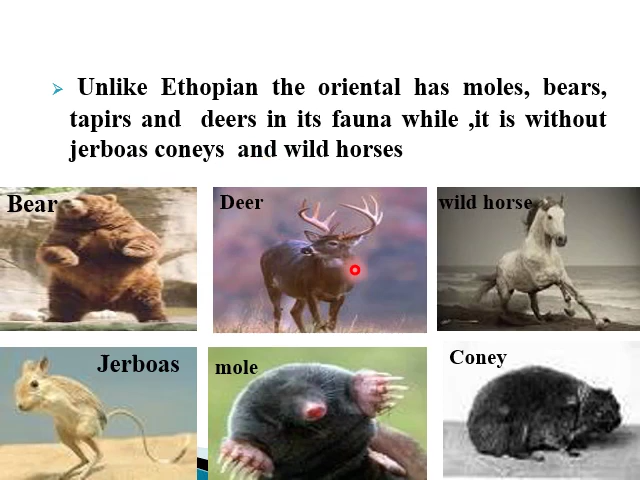 Unlike Ethopian the oriental has moles, bears,
tapirs and deers in its fauna while ,it is without
jerboas coneys and wild horses
Bear
Deer
wild horse
Jerboas
mole
Coney